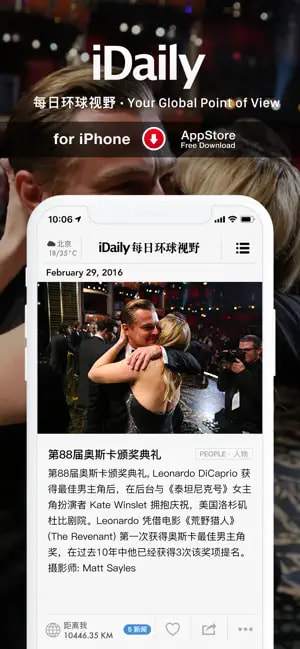 iDaily
每日环球视野 · Your Global Point of View
for iPhone
AppStore
Free Download
10:06
北京
18/35°C
iDaily 每日环球视野
February 29, 2016
第88届奥斯卡颁奖典礼
PEOPLE · 人物
第88届奥斯卡颁奖典礼, Leonardo DiCaprio 获
得最佳男主角后，在后台与《泰坦尼克号》女主
角扮演者 Kate Winslet 拥抱庆祝，美国洛杉矶
杜比剧院。Leonardo 凭借电影《荒野猎人》
(The Revenant) 第一次获得奥斯卡最佳男主角
奖，在过去10年中他已经获得3次该奖项提名。
摄影师: Matt Sayles
距离我
10446.35 KM
5 新闻